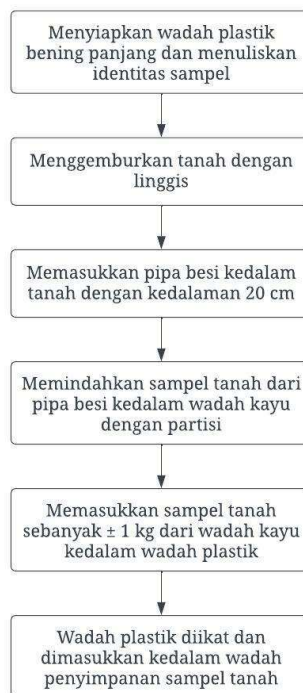 Menyiapkan wadah plastik
bening panjang dan menuliskan
identitas sampel
Menggemburkan tanah dengan
linggis
Memasukkan pipa besi kedalam
tanah dengan kedalaman 20 cm
Memindahkan sampel tanah dari
pipa besi kedalam wadah kayu
dengan partisi
Memasukkan sampel tanah
sebanyak ± 1 kg dari wadah kayu
kedalam wadah plastik
Wadah plastik diikat dan
dimasukkan kedalam wadah
penyimpanan sampel tanah